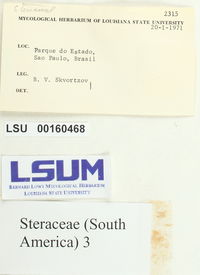 2315
MYCOLOGICAL HERBARIUM OF LOUISIANA STATE UNIVERSITY
20-1-1971
LOC. Parque do Estado,
Sao Paulo, Brasil
LEG. B. V. Skvortzov
DET.
LSU 00160468
LSUM
BERNARD LOWY MYCOLOGICAL HERBARIUM
LOUISIANA STATE UNIVERSITY
Steraceae (South
America) 3